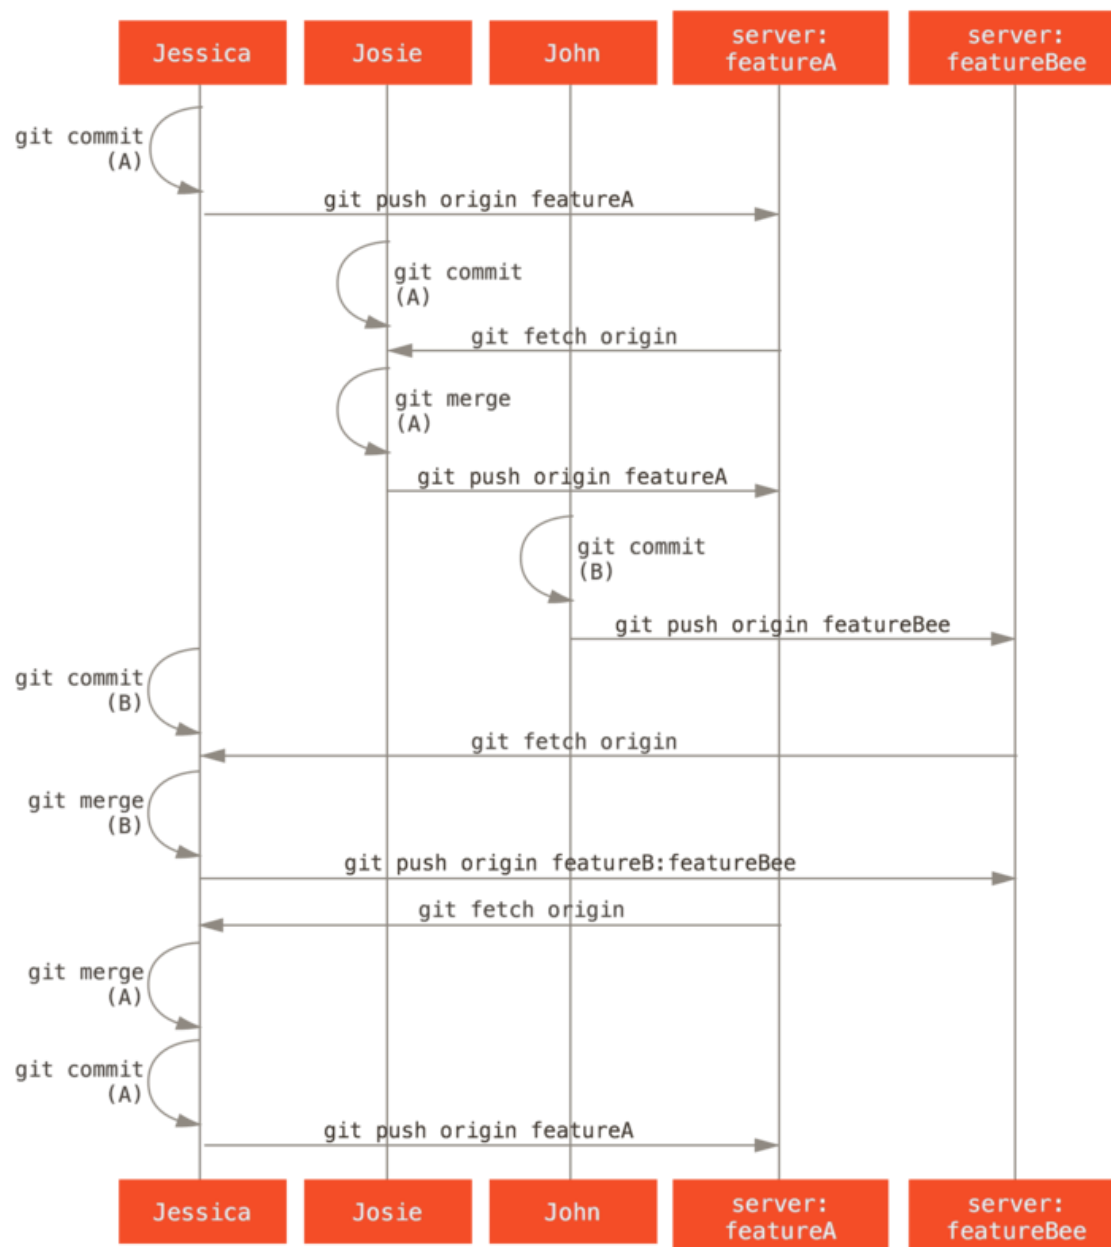 Jessica
Josie
John
server:
featureA
server:
featureBee
git commit
(A)
git push origin featureA
git commit
(A)
git fetch origin
git merge
(A)
git push origin featureA
git commit
(B)
git push origin featureBee
git commit
(B)
git fetch origin
git merge
(B)
git push origin featureB:featureBee
git fetch origin
git merge
(A)
git commit
(A)
git push origin featureA
Jessica
Josie
John
server:
featureA
server:
featureBee